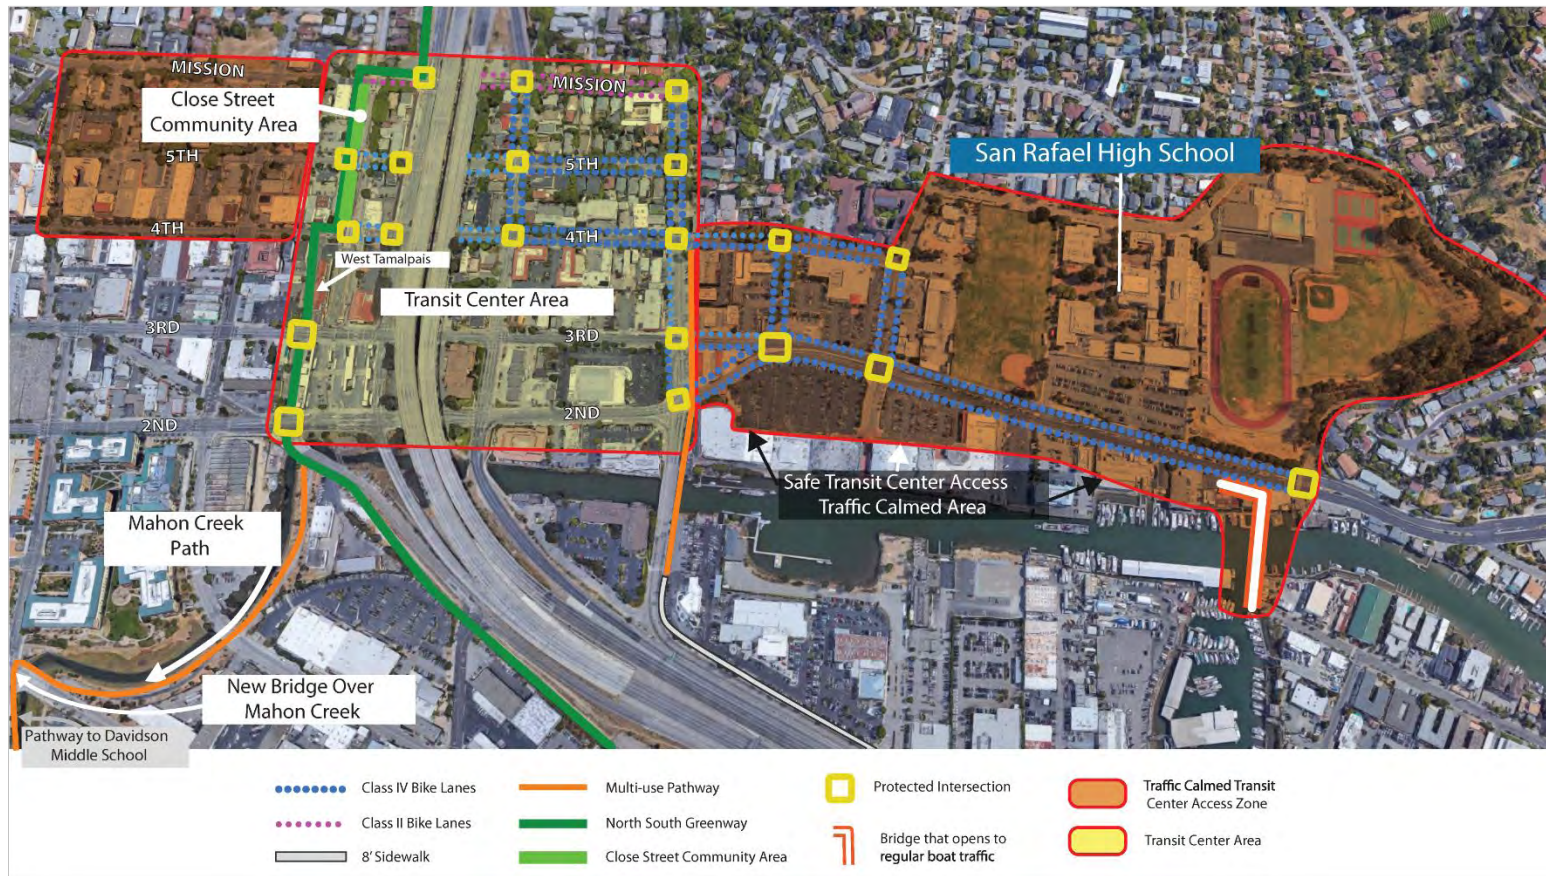 MISSION
Close Street
Community Area
5TH
4TH
MISSION
5TH
4TH
San Rafael High School
West Tamalpais
Transit Center Area
3RD
3RD
2ND
2ND
Safe Transit Center Access
Traffic Calmed Area
Mahon Creek
Path
New Bridge Over
Mahon Creek
Pathway to Davidson
Middle School
Class IV Bike Lanes
Class II Bike Lanes
8' Sidewalk
Multi-use Pathway
North South Greenway
Close Street Community Area
Protected Intersection
Bridge that opens to
regular boat traffic
Traffic Calmed Transit
Center Access Zone
Transit Center Area